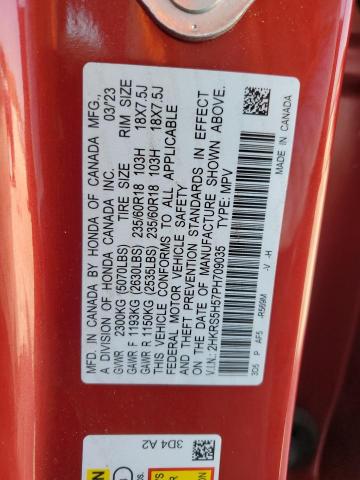 MFD. IN CANADA BY HONDA OF CANADA MFG.,
A DIVISION OF HONDA CANADA INC. 03/23
TIRE SIZE RIM SIZE
GVWR 2300KG (5070LBS)
GAWR F 1193KG (2630LBS) 235/60R18 103H 18X7.5J
GAWR R 1150KG (2535LBS) 235/60R18 103H 18X7.5J
THIS VEHICLE CONFORMS TO ALL APPLICABLE
FEDERAL MOTOR VEHICLE SAFETY
AND THEFT PREVENTION STANDARDS IN EFFECT
ON THE DATE OF MANUFACTURE SHOWN ABOVE.
V.I.N.: 2HKRS5H57PH709035 TYPE: MPV
3D5 P AF5 R569M -V -H
MADE IN CANADA
3D4 A2